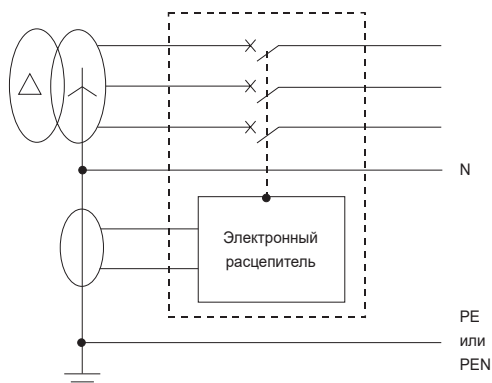 N
Электронный
расцепитель
PE
или
PEN